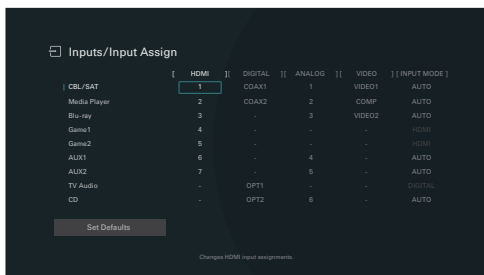 Inputs/Input Assign
[ HDMI ][ DIGITAL ][ ANALOG ][ VIDEO ][ INPUT MODE ]
CBL/SAT 1 COAX1 1 VIDEO1 AUTO
Media Player 2 COAX2 2 COMP AUTO
Blu-ray 3 - 3 VIDEO2 AUTO
Game1 4 - - - HDMI
Game2 5 - - - HDMI
AUX1 6 - 4 - AUTO
AUX2 7 - 5 - AUTO
TV Audio - OPT1 - - DIGITAL
CD - OPT2 6 - AUTO
Set Defaults
Changes HDMI input assignments.